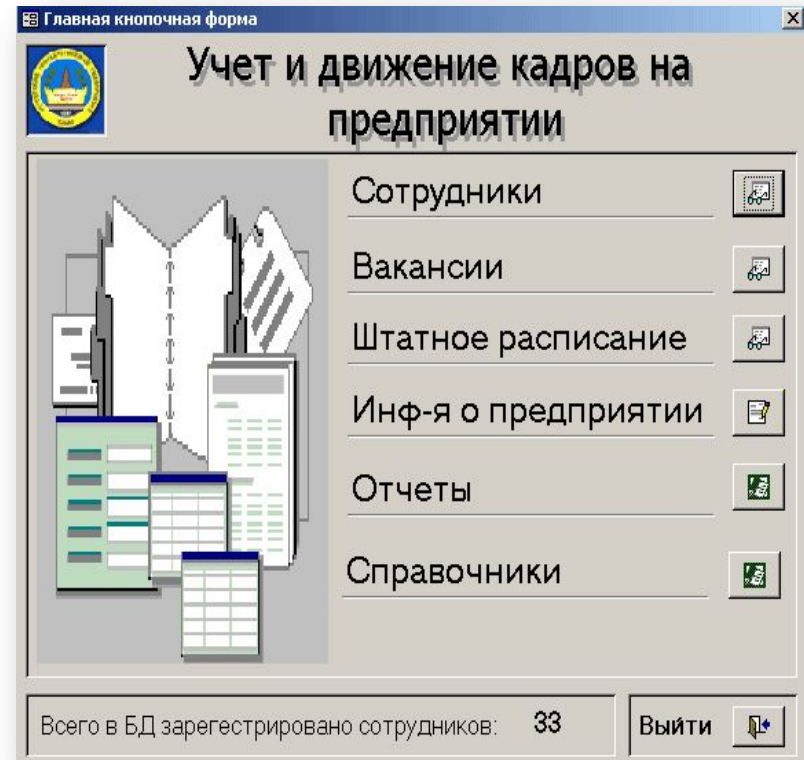 Главная кнопочная форма
Учет и движение кадров на
предприятии
Сотрудники
Вакансии
Штатное расписание
Инф-я о предприятии
Отчеты
Справочники
Всего в БД зарегестрировано сотрудников: 33
Выйти